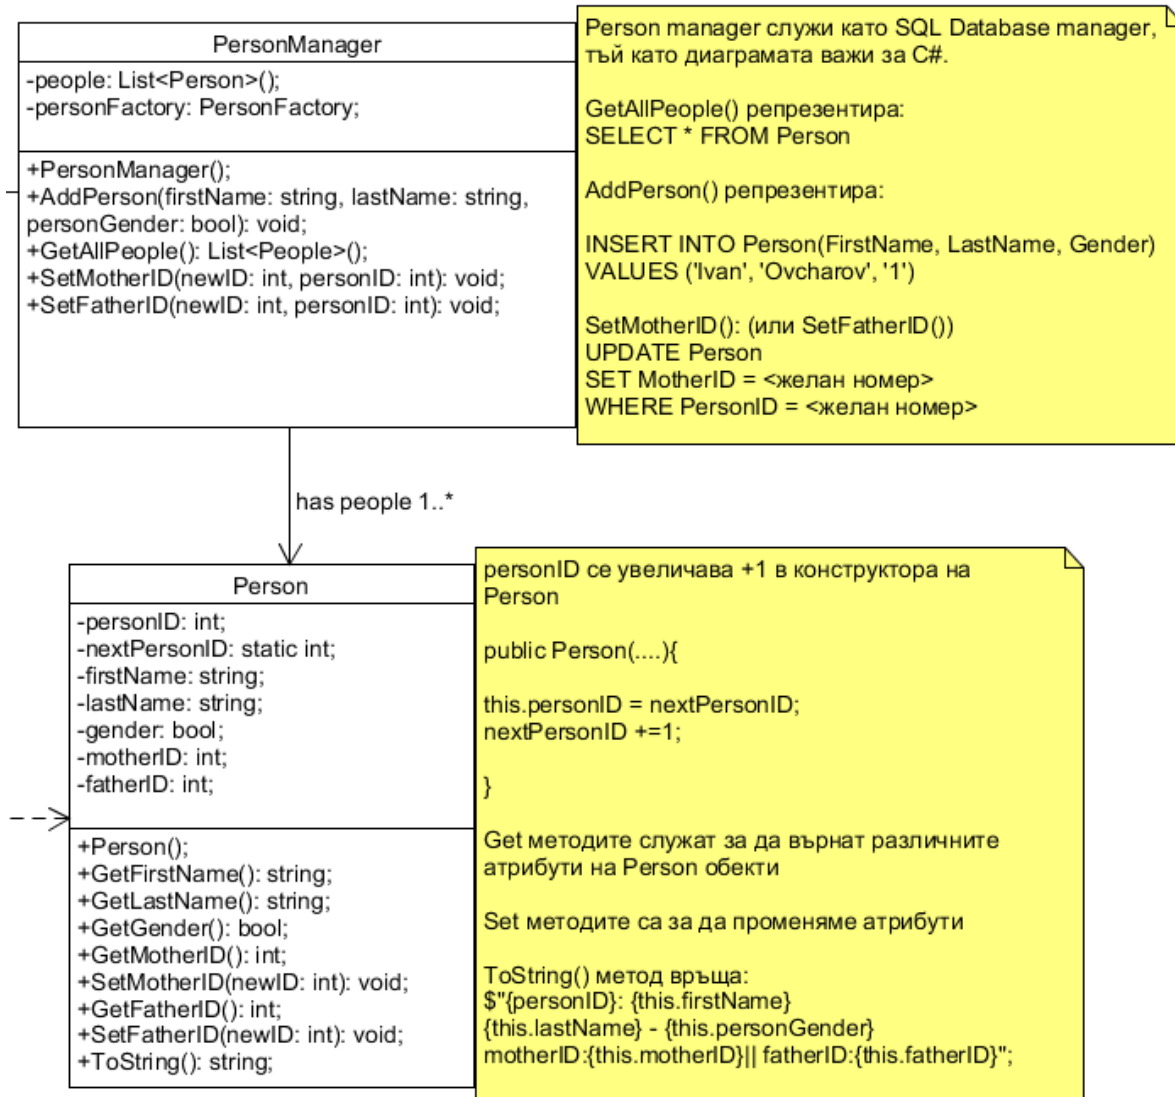 PersonManager
-people: List<Person>();
-personFactory: PersonFactory;
+PersonManager();
+AddPerson(firstName: string, lastName: string,
personGender: bool): void;
+GetAllPeople(): List<People>();
+SetMotherID(newID: int, personID: int): void;
+SetFatherID(newID: int, personID: int): void;
Person manager служи като SQL Database manager,
тъй като диаграмата важи за C#.
GetAllPeople() репрезентира:
SELECT * FROM Person
AddPerson() репрезентира:
INSERT INTO Person(FirstName, LastName, Gender)
VALUES ('Ivan', 'Ovcharov', '1')
SetMotherID(): (или SetFatherID())
UPDATE Person
SET MotherID = <желан номер>
WHERE PersonID = <желан номер>
has people 1..*
Person
-personID: int;
-nextPersonID: static int;
-firstName: string;
-lastName: string;
-gender: bool;
-motherID: int;
-fatherID: int;
+Person();
+GetFirstName(): string;
+GetLastName(): string;
+GetGender(): bool;
+GetMotherID(): int;
+SetMotherID(newID: int): void;
+GetFatherID(): int;
+SetFatherID(newID: int): void;
+ToString(): string;
personID се увеличава +1 в конструктора на
Person
public Person(....){
this.personID = nextPersonID;
nextPersonID +=1;
}
Get методите служат за да върнат различните
атрибути на Person обекти
Set методите са за да променяме атрибути
ToString() метод връща:
$"{personID}: {this.firstName}
{this.lastName} - {this.personGender}
motherID:{this.motherID}|| fatherID:{this.fatherID}";